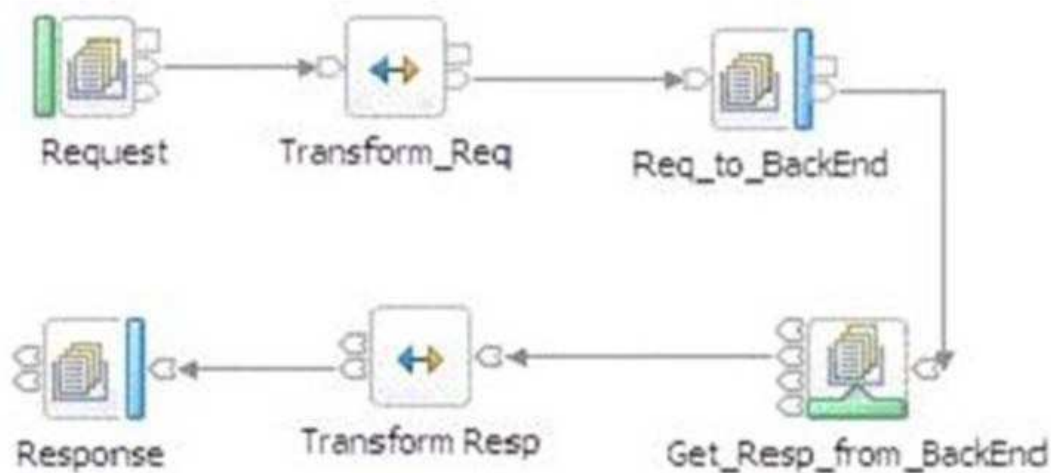 Request
Transform_Req
Req_to_BackEnd
Response
Transform Resp
Get_Resp_from_BackEnd